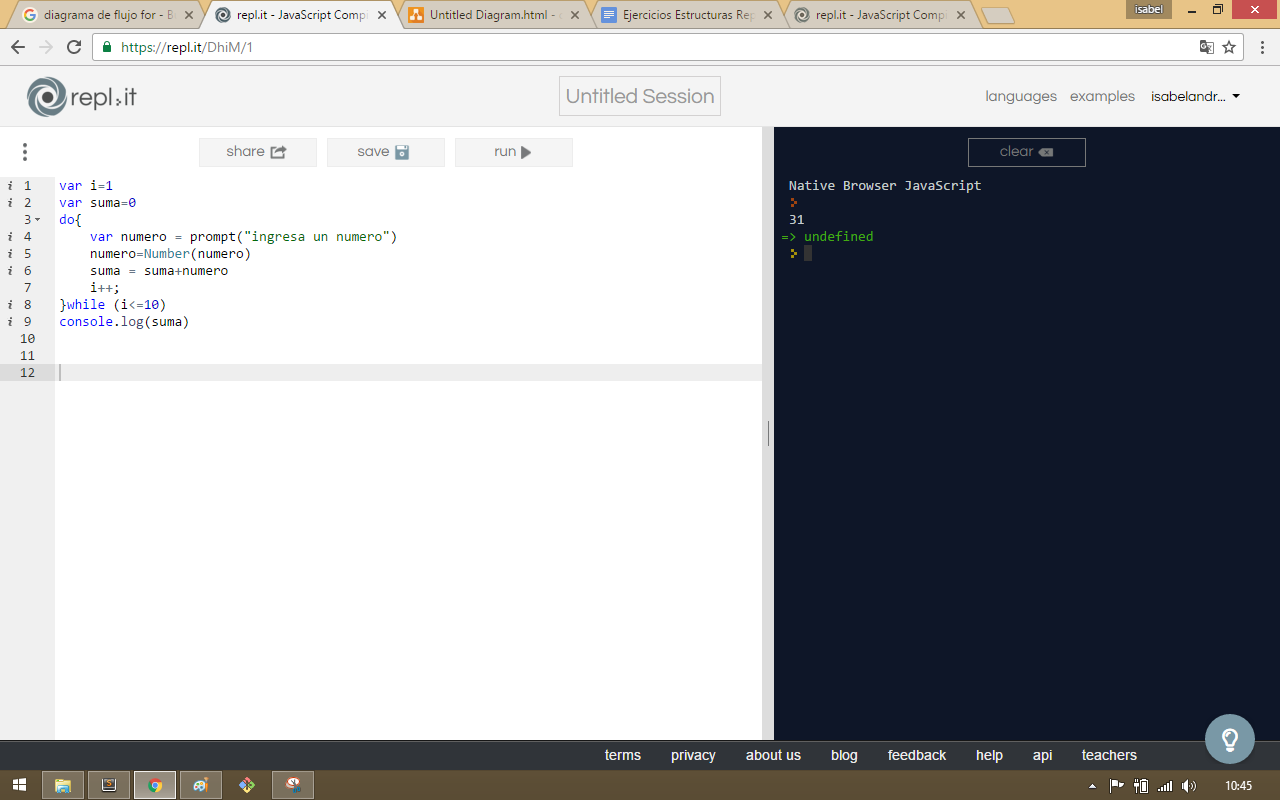 diagrama de flujo for - B
repl.it - JavaScript Compi
Untitled Diagram.html -
Ejercicios Estructuras Rep
repl.it - JavaScript Compi
isabel
https://repl.it/DhiM/1
repl.it
Untitled Session
languages
examples
isabelandr...
share
save
run
clear
i 1 var i=1
i 2 var suma=0
3 do{
i 4 var numero = prompt("ingresa un numero")
i 5 numero=Number(numero)
i 6 suma = suma+numero
7 i++;
i 8 }while (i<=10)
i 9 console.log(suma)
10
11
12
Native Browser JavaScript
31
=> undefined
terms
privacy
about us
blog
feedback
help
api
teachers
10:45